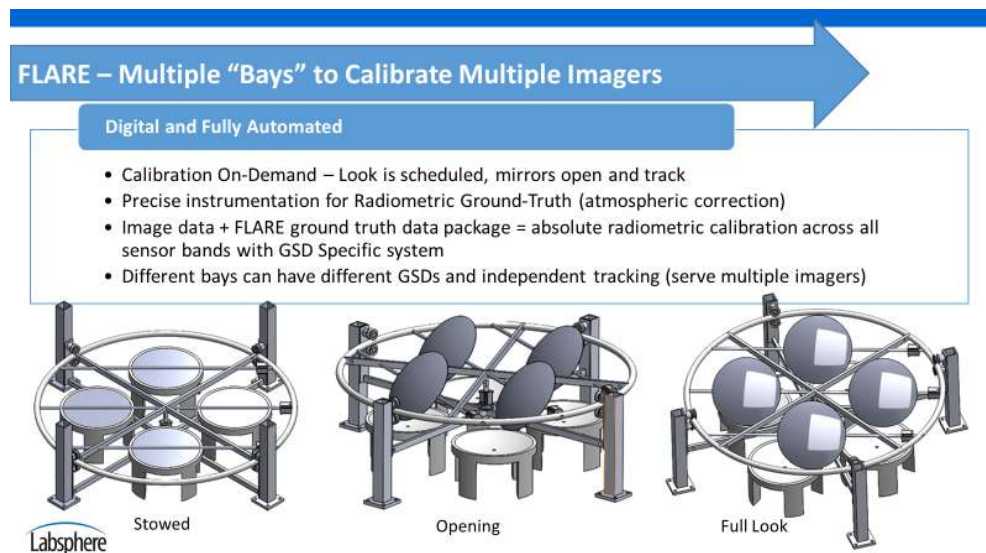 FLARE – Multiple “Bays” to Calibrate Multiple Imagers
Digital and Fully Automated
• Calibration On-Demand – Look is scheduled, mirrors open and track
• Precise instrumentation for Radiometric Ground-Truth (atmospheric correction)
• Image data + FLARE ground truth data package = absolute radiometric calibration across all
sensor bands with GSD Specific system
• Different bays can have different GSDs and independent tracking (serve multiple imagers)
Stowed
Opening
Full Look
Labsphere